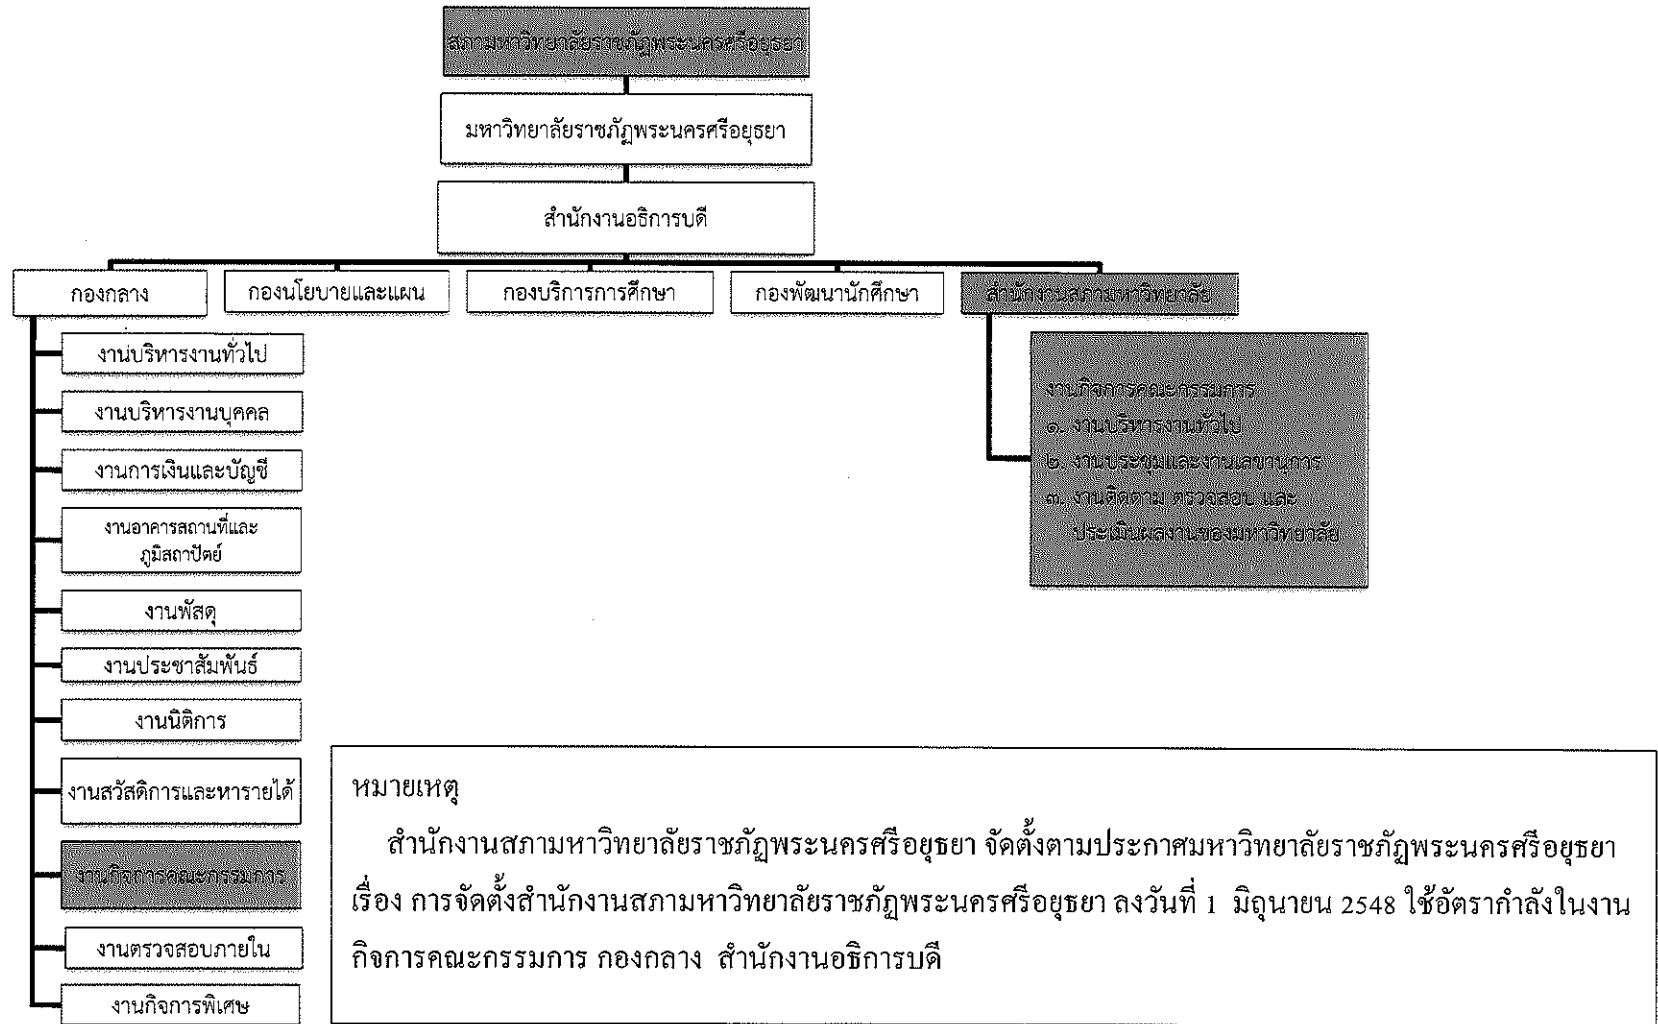 สภามหาวิทยาลัยราชภัฏพระนครศรีอยุธยา
มหาวิทยาลัยราชภัฏพระนครศรีอยุธยา
สำนักงานอธิการบดี
กองกลาง
กองนโยบายและแผน
กองบริการการศึกษา
กองพัฒนานักศึกษา
สำนักงานสภามหาวิทยาลัย
งานบริหารงานทั่วไป
งานบริหารงานบุคคล
งานการเงินและบัญชี
งานอาคารสถานที่และ
ภูมิสถาปัตย์
งานพัสดุ
งานประชาสัมพันธ์
งานนิติการ
งานสวัสดิการและหารายได้
งานกิจการคณะกรรมการ
งานตรวจสอบภายใน
งานกิจการพิเศษ
งานกิจการคณะกรรมการ
๑. งานบริหารงานทั่วไป
๒. งานประชุมและงานเลขานุการ
๓. งานติดตาม ตรวจสอบ และ
ประเมินผลงานของมหาวิทยาลัย
หมายเหตุ
สำนักงานสภามหาวิทยาลัยราชภัฏพระนครศรีอยุธยา จัดตั้งตามประกาศมหาวิทยาลัยราชภัฏพระนครศรีอยุธยา
เรื่อง การจัดตั้งสำนักงานสภามหาวิทยาลัยราชภัฏพระนครศรีอยุธยา ลงวันที่ 1 มิถุนายน 2548 ใช้อัตรากำลังในงาน
กิจการคณะกรรมการ กองกลาง สำนักงานอธิการบดี